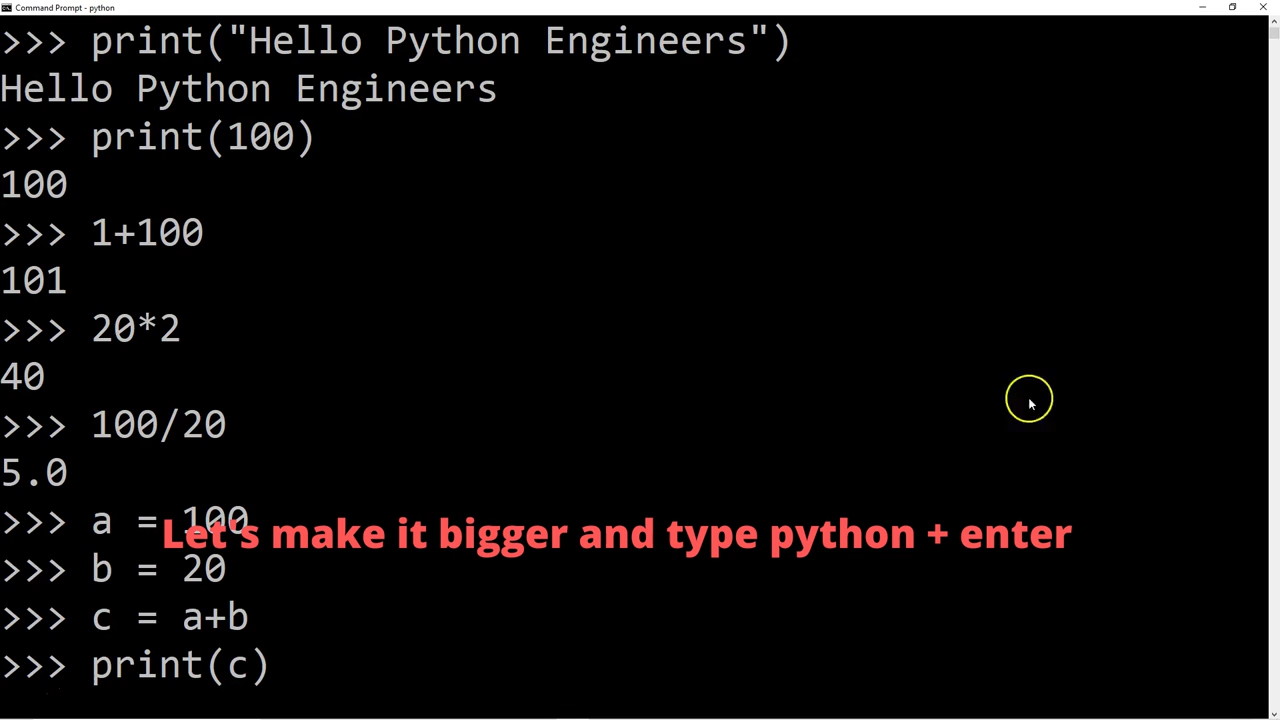 Command Prompt - python
>>> print("Hello Python Engineers")
Hello Python Engineers
>>> print(100)
100
>>> 1+100
101
>>> 20*2
40
>>> 100/20
5.0
>>> a = 100
Let's make it bigger and type python + enter
>>> b = 20
>>> c = a+b
>>> print(c)